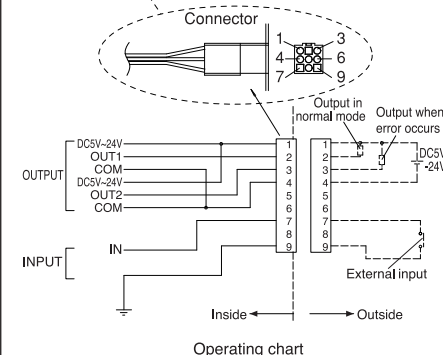 Connector
1 3
4 6
7 9
Output in
normal mode
Output when
error occurs
DC5V~24V
OUT1
COM
DC5V~24V
OUT2
COM
OUTPUT
IN
INPUT
1
2
3
4
5
6
7
8
9
1
2
3
4
5
6
7
8
9
DC5V
-24V
External input
Inside
Outside
Operating chart